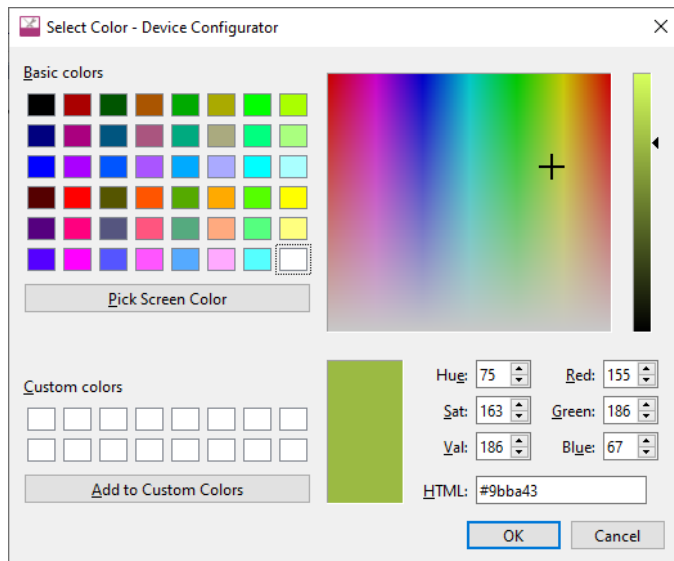 Select Color - Device Configurator
Basic colors
Pick Screen Color
Custom colors
Add to Custom Colors
Hue: 75 Red: 155
Sat: 163 Green: 186
Val: 186 Blue: 67
HTML: #9bba43
OK Cancel